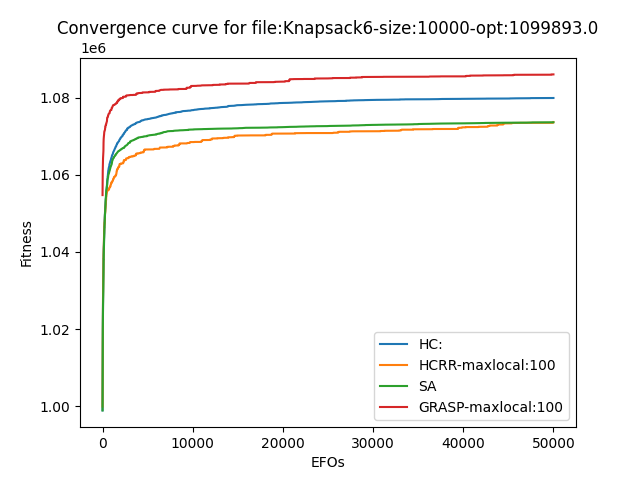 Convergence curve for file:Knapsack6-size:10000-opt:1099893.0
1e6
1.08
1.06
1.04
1.02
1.00
Fitness
0
10000
20000
30000
40000
50000
EFOs
HC:
HCRR-maxlocal:100
SA
GRASP-maxlocal:100